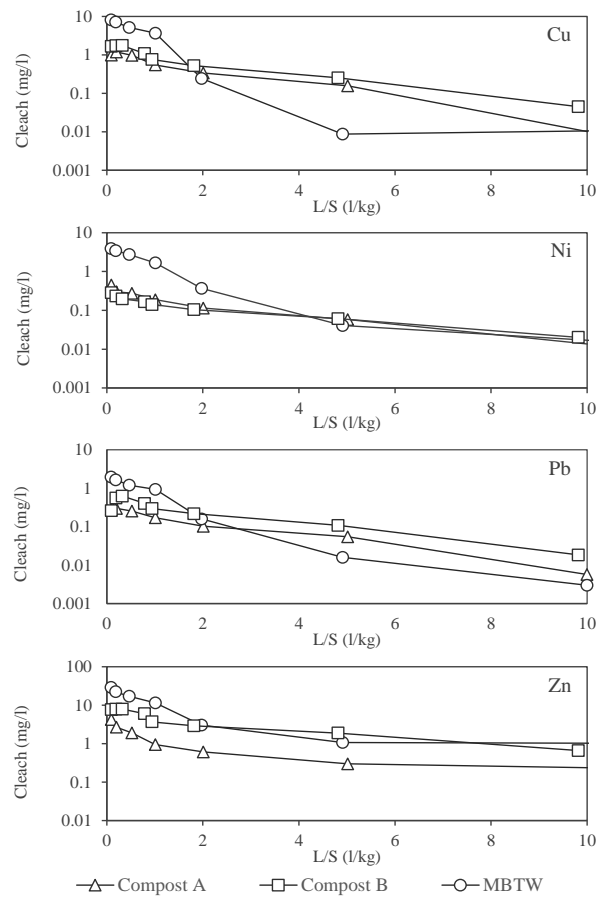 10
1
0.1
0.01
0.001
Cleach (mg/l)
Cu
0 2 4 6 8 10
L/S (l/kg)
10
1
0.1
0.01
0.001
Cleach (mg/l)
Ni
0 2 4 6 8 10
L/S (l/kg)
10
1
0.1
0.01
0.001
Cleach (mg/l)
Pb
0 2 4 6 8 10
L/S (l/kg)
100
10
1
0.1
0.01
Cleach (mg/l)
Zn
0 2 4 6 8 10
L/S (l/kg)
Compost A Compost B MBTW